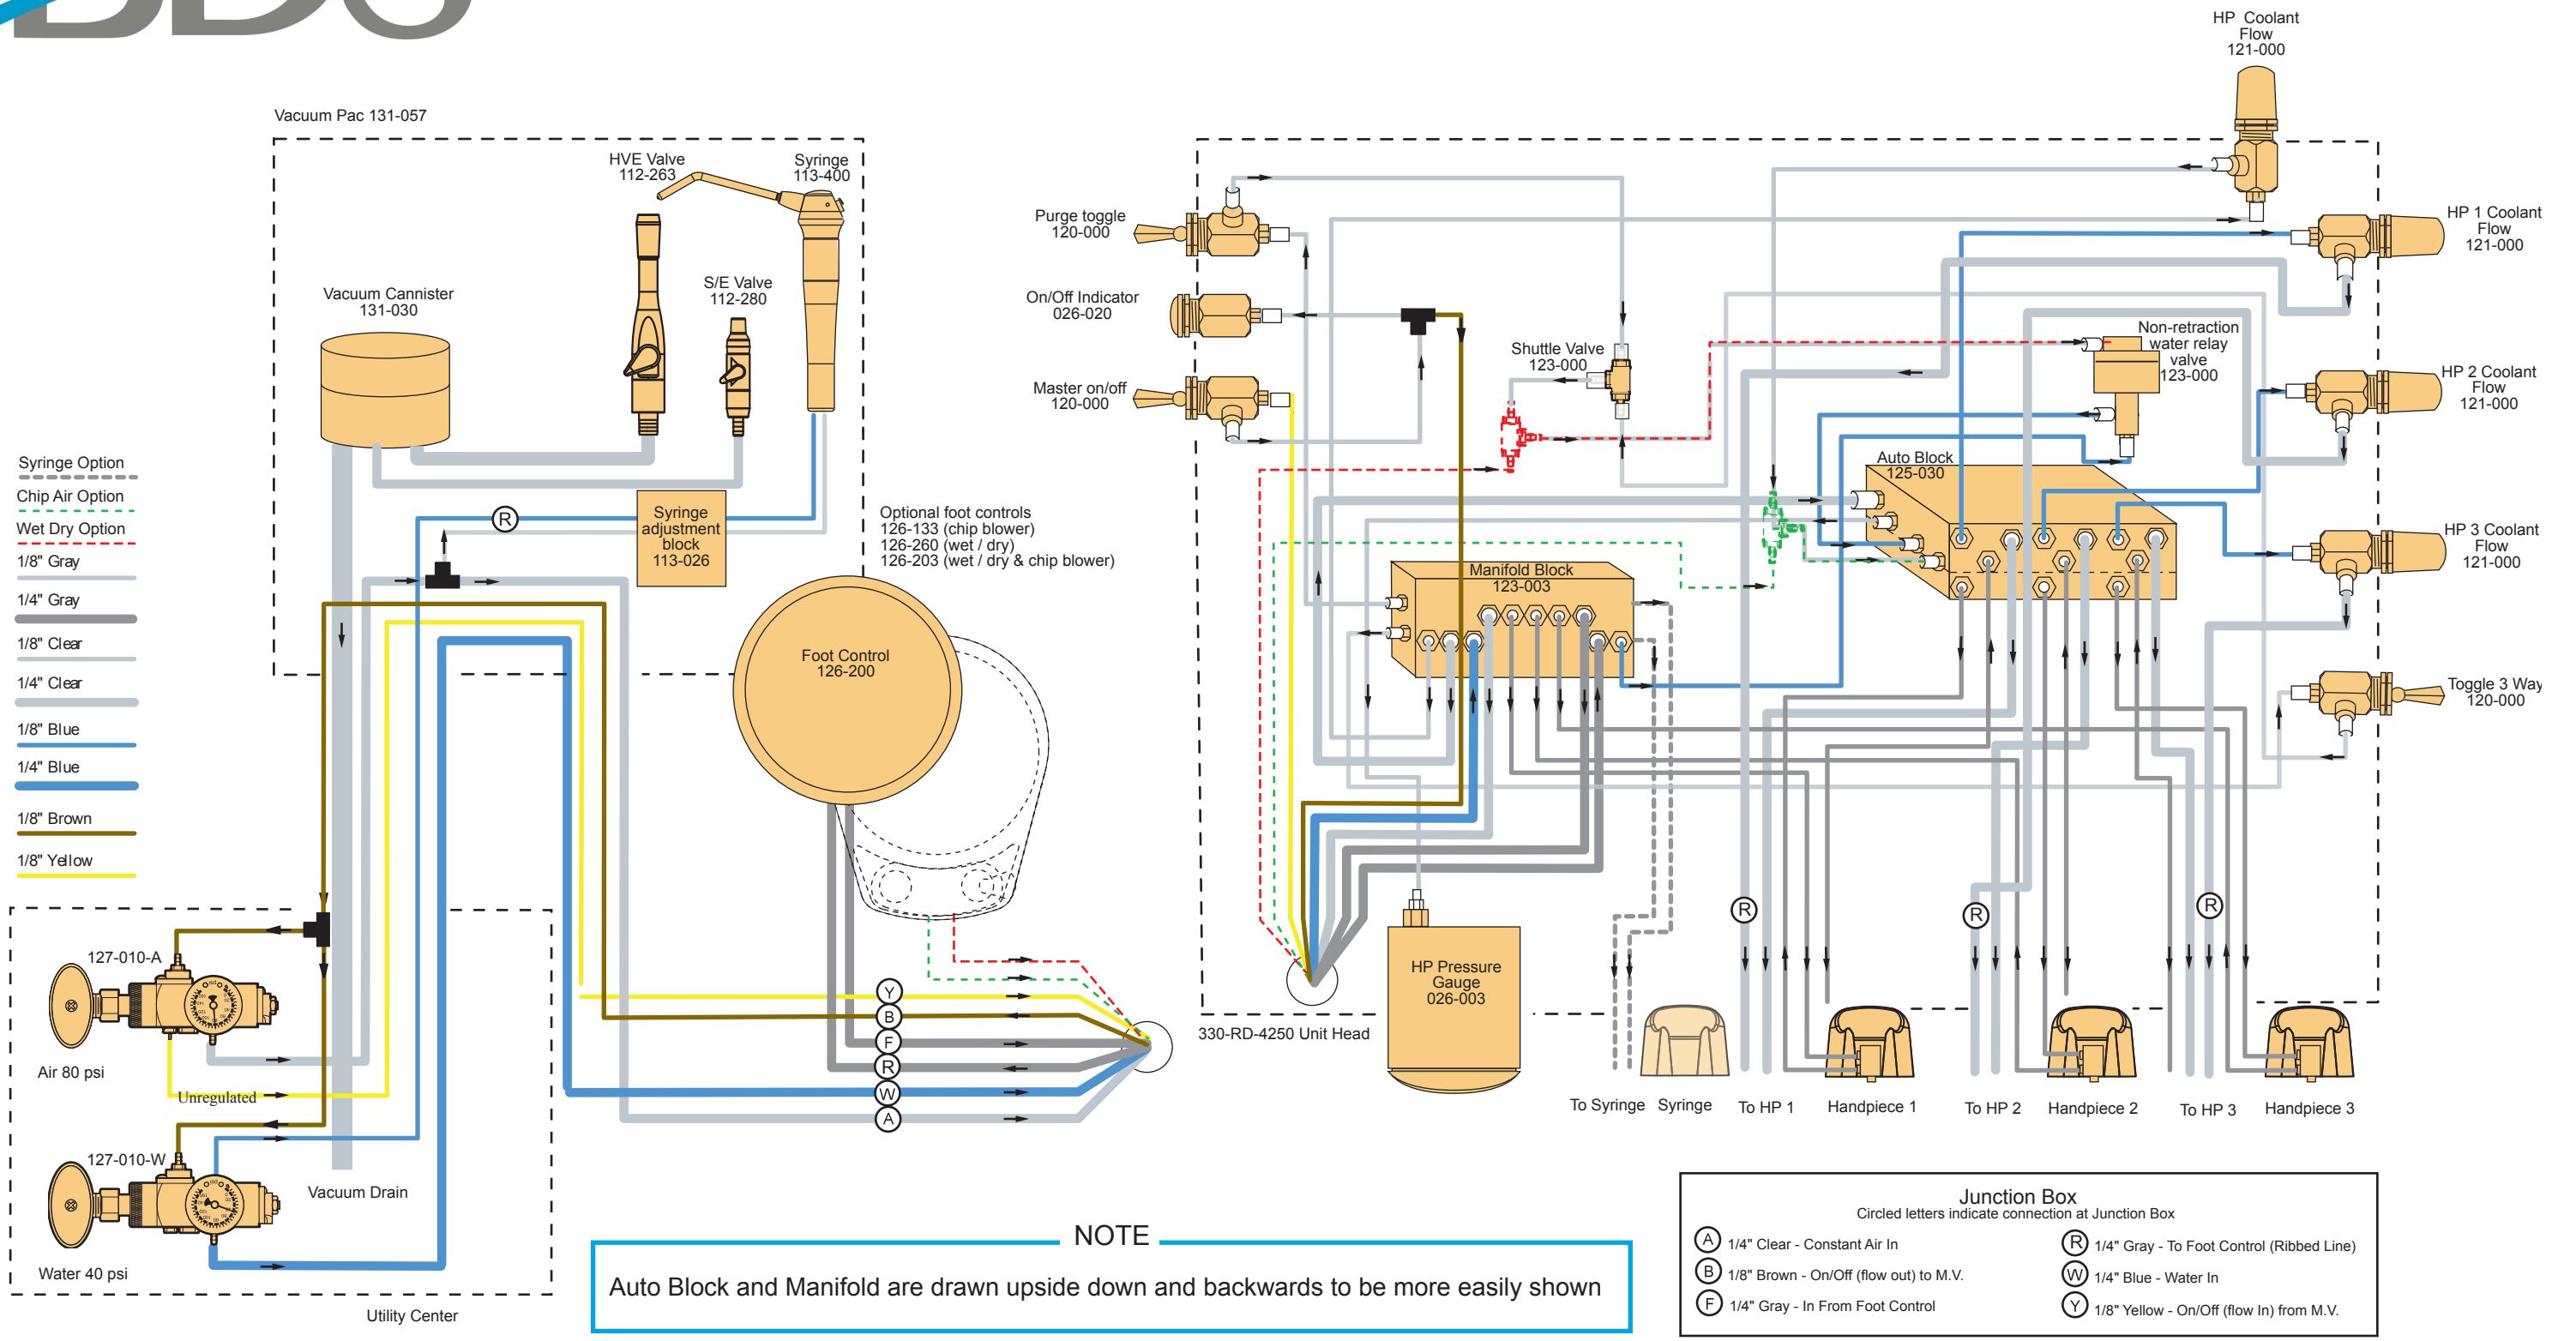 HP Coolant
Flow
121-000
Vacuum Pac 131-057
HVE Valve
112-263
Syringe
113-400
Purge toggle
120-000
HP 1 Coolant
Flow
121-000
Vacuum Cannister
131-030
S/E Valve
112-280
On/Off Indicator
026-020
Non-retraction
water relay
valve
123-000
Shuttle Valve
123-000
Master on/off
120-000
HP 2 Coolant
Flow
121-000
Auto Block
125-030
Syringe Option
Chip Air Option
Wet Dry Option
1/8" Gray
1/4" Gray
1/8" Clear
1/4" Clear
1/8" Blue
1/4" Blue
1/8" Brown
1/8" Yellow
R
Syringe
adjustment
block
113-026
Optional foot controls
126-133 (chip blower)
126-260 (wet / dry)
126-203 (wet / dry & chip blower)
HP 3 Coolant
Flow
121-000
Manifold Block
123-003
Foot Control
126-200
Toggle 3 Way
120-000
R
R
R
127-010-A
Air 80 psi
Unregulated
127-010-W
Water 40 psi
Vacuum Drain
Utility Center
Y
B
F
R
W
A
HP Pressure
Gauge
026-003
330-RD-4250 Unit Head
To Syringe
Syringe
To HP 1
Handpiece 1
To HP 2
Handpiece 2
To HP 3
Handpiece 3
NOTE
Auto Block and Manifold are drawn upside down and backwards to be more easily shown
Junction Box
Circled letters indicate connection at Junction Box
A 1/4" Clear - Constant Air In
B 1/8" Brown - On/Off (flow out) to M.V.
F 1/4" Gray - In From Foot Control
R 1/4" Gray - To Foot Control (Ribbed Line)
W 1/4" Blue - Water In
Y 1/8" Yellow - On/Off (flow In) from M.V.